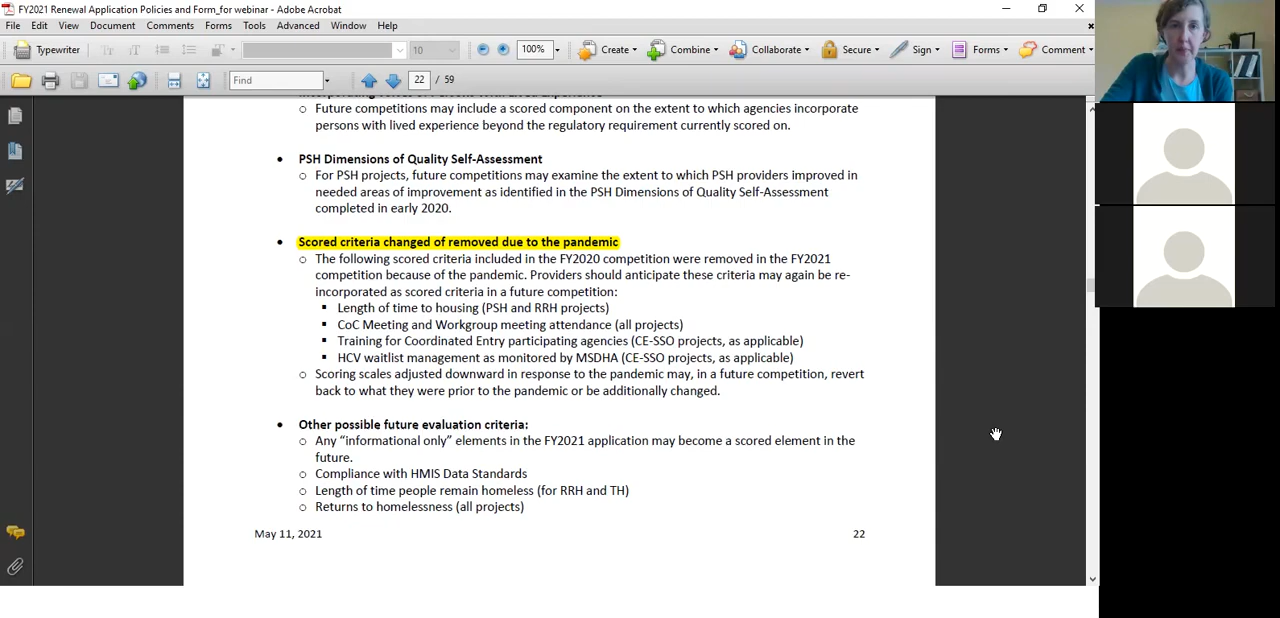 FY2021 Renewal Application Policies and Form_for webinar - Adobe Acrobat
File Edit View Document Comments Forms Tools Advanced Window Help
Typewriter 10 100% Create Combine Collaborate Secure Sign Forms Comment
Find 22 / 59
o Future competitions may include a scored component on the extent to which agencies incorporate
persons with lived experience beyond the regulatory requirement currently scored on.
• PSH Dimensions of Quality Self-Assessment
o For PSH projects, future competitions may examine the extent to which PSH providers improved in
needed areas of improvement as identified in the PSH Dimensions of Quality Self-Assessment
completed in early 2020.
• Scored criteria changed of removed due to the pandemic
o The following scored criteria included in the FY2020 competition were removed in the FY2021
competition because of the pandemic. Providers should anticipate these criteria may again be re-
incorporated as scored criteria in a future competition:
▪ Length of time to housing (PSH and RRH projects)
▪ CoC Meeting and Workgroup meeting attendance (all projects)
▪ Training for Coordinated Entry participating agencies (CE-SSO projects, as applicable)
▪ HCV waitlist management as monitored by MSDHA (CE-SSO projects, as applicable)
o Scoring scales adjusted downward in response to the pandemic may, in a future competition, revert
back to what they were prior to the pandemic or be additionally changed.
• Other possible future evaluation criteria:
o Any “informational only” elements in the FY2021 application may become a scored element in the
future.
o Compliance with HMIS Data Standards
o Length of time people remain homeless (for RRH and TH)
o Returns to homelessness (all projects)
May 11, 2021 22